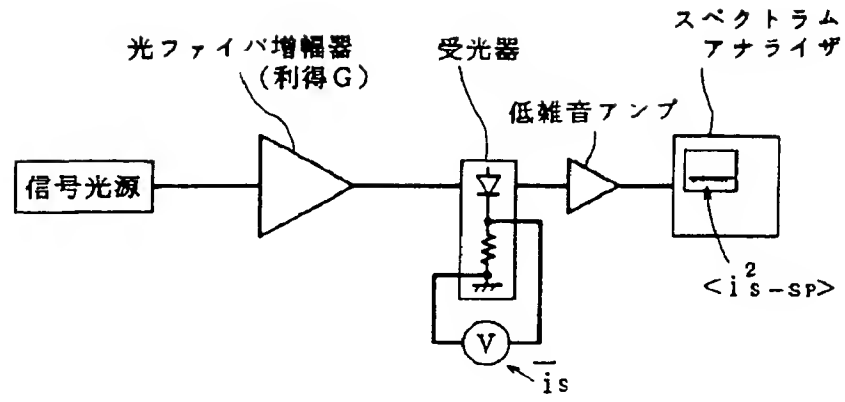 スペクトラム
アナライザ
光ファイバ増幅器
(利得G)
受光器
低雑音アンプ
信号光源
<i²s-SP>
V
i̅s